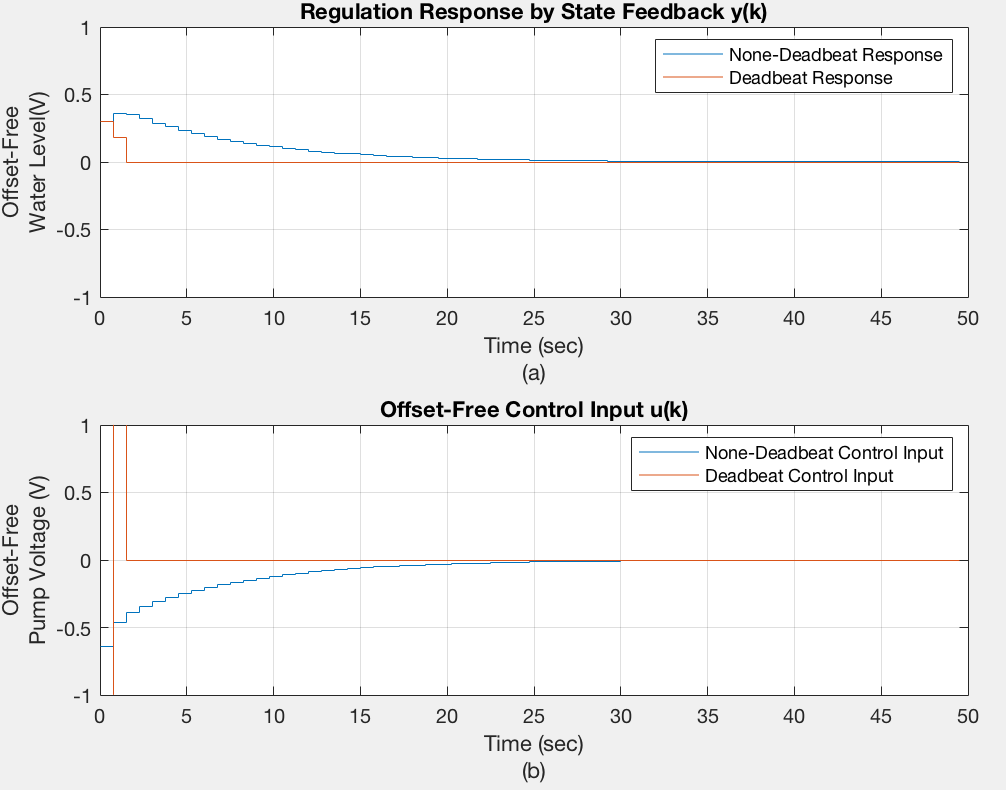 Regulation Response by State Feedback y(k)
Offset-Free
Water Level(V)
1
0.5
0
-0.5
-1
None-Deadbeat Response
Deadbeat Response
0 5 10 15 20 25 30 35 40 45 50
Time (sec)
(a)
Offset-Free Control Input u(k)
Offset-Free
Pump Voltage (V)
1
0.5
0
-0.5
-1
None-Deadbeat Control Input
Deadbeat Control Input
0 5 10 15 20 25 30 35 40 45 50
Time (sec)
(b)